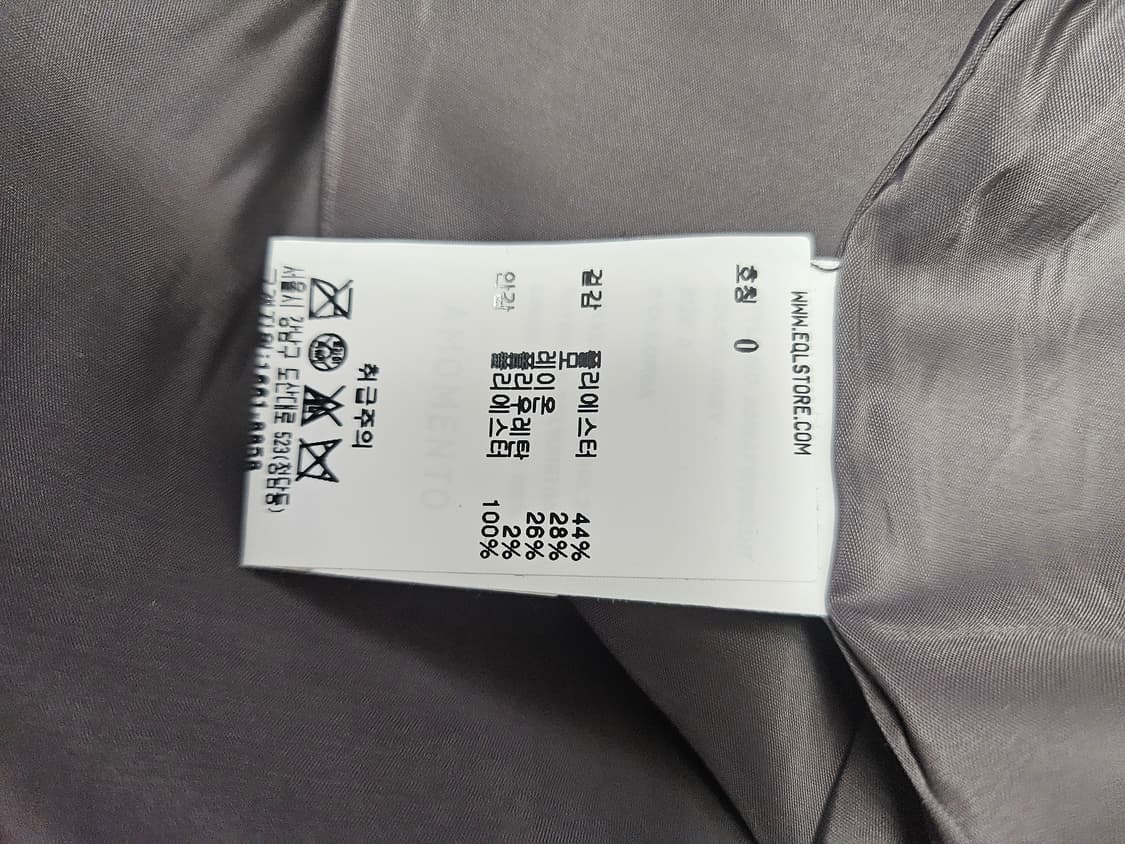 WWW.EQLSTORE.COM
호칭 0
겉감 폴리에스터 44%
모 28%
레이온 26%
폴리우레탄 2%
안감 폴리에스터 100%
취급주의
서울시 강남구 도산대로 523(청담동)
AMOMENTO